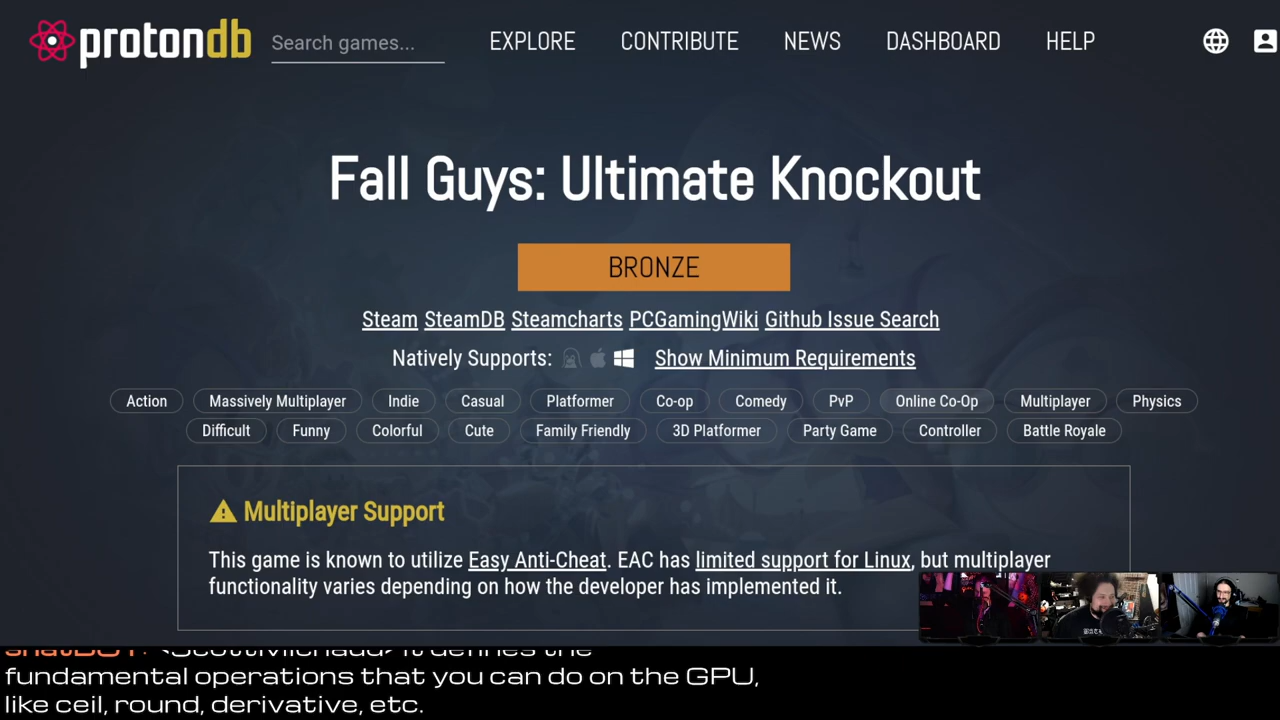 protondb
Search games...
EXPLORE
CONTRIBUTE
NEWS
DASHBOARD
HELP
Fall Guys: Ultimate Knockout
BRONZE
Steam SteamDB Steamcharts PCGamingWiki Github Issue Search
Natively Supports: Show Minimum Requirements
Action Massively Multiplayer Indie Casual Platformer Co-op Comedy PvP Online Co-Op Multiplayer Physics
Difficult Funny Colorful Cute Family Friendly 3D Platformer Party Game Controller Battle Royale
Multiplayer Support
This game is known to utilize Easy Anti-Cheat. EAC has limited support for Linux, but multiplayer
functionality varies depending on how the developer has implemented it.
it defines the
fundamental operations that you can do on the GPU,
like ceil, round, derivative, etc.